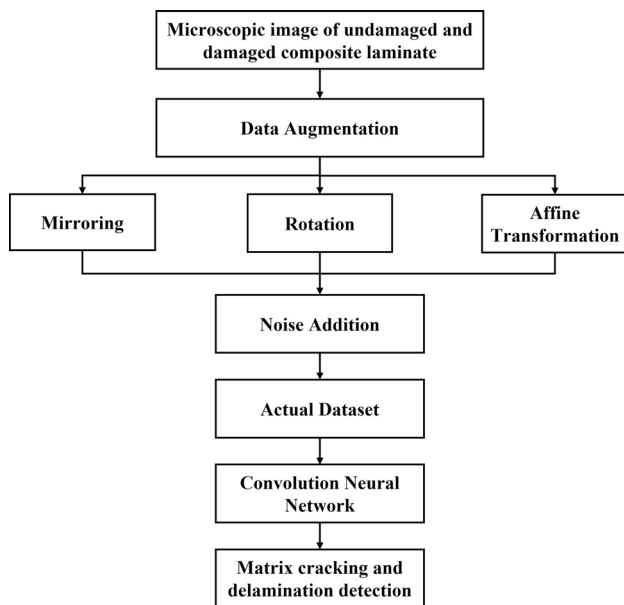 Microscopic image of undamaged and
damaged composite laminate
Data Augmentation
Mirroring
Rotation
Affine
Transformation
Noise Addition
Actual Dataset
Convolution Neural
Network
Matrix cracking and
delamination detection